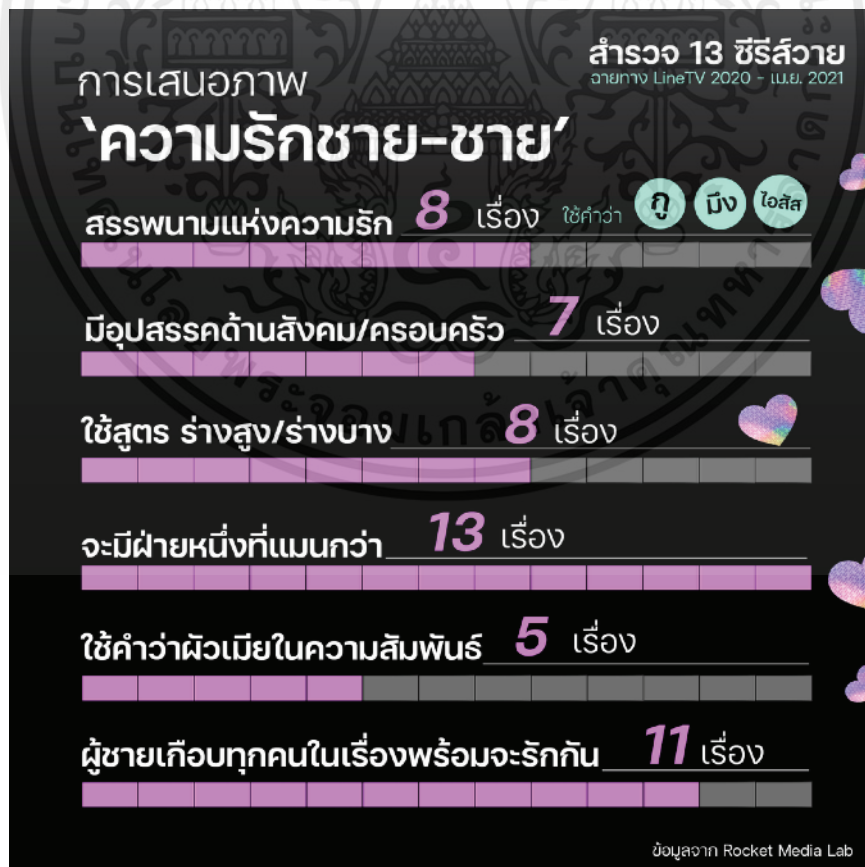 สำรวจ 13 ซีรีส์วาย
ฉายทาง LineTV 2020 - เม.ย. 2021
การเสนอภาพ
‘ความรักชาย-ชาย’
สรรพนามแห่งความรัก 8 เรื่อง ใช้คำว่า กู มึง ไอสัส
มีอุปสรรคด้านสังคม/ครอบครัว 7 เรื่อง
ใช้สูตร ร่างสูง/ร่างบาง 8 เรื่อง
จะมีฝ่ายหนึ่งที่แมนกว่า 13 เรื่อง
ใช้คำว่าผัวเมียในความสัมพันธ์ 5 เรื่อง
ผู้ชายเกือบทุกคนในเรื่องพร้อมจะรักกัน 11 เรื่อง
ข้อมูลจาก Rocket Media Lab